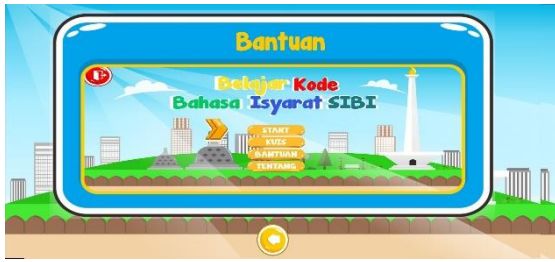 Bantuan
Belajar Kode
Bahasa Isyarat SIBI
START
KUIS
BANTUAN
TENTANG